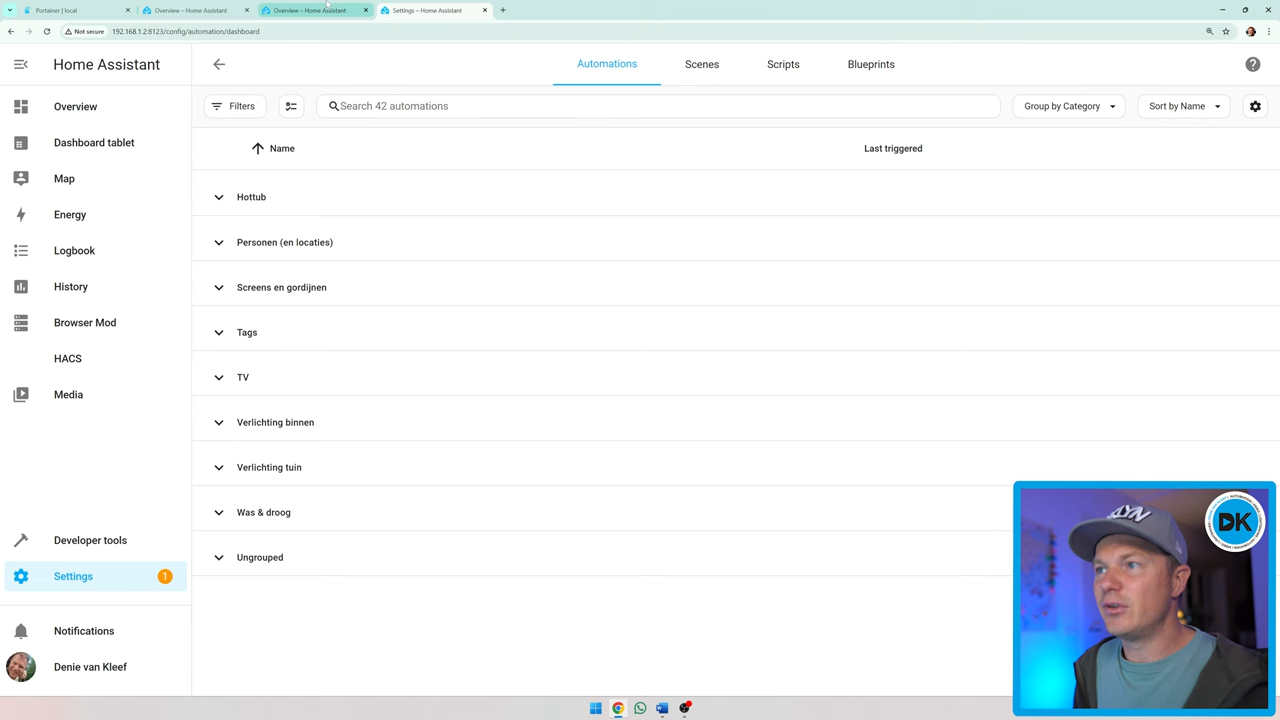 Portainer | local
Overview – Home Assistant
Overview – Home Assistant
Settings – Home Assistant
Not secure
192.168.1.2:8123/config/automation/dashboard
Home Assistant
Automations
Scenes
Scripts
Blueprints
Overview
Dashboard tablet
Map
Energy
Logbook
History
Browser Mod
HACS
Media
Developer tools
Settings
1
Notifications
Denie van Kleef
Filters
Search 42 automations
Group by Category
Sort by Name
Name
Last triggered
Hottub
Personen (en locaties)
Screens en gordijnen
Tags
TV
Verlichting binnen
Verlichting tuin
Was & droog
Ungrouped
DK